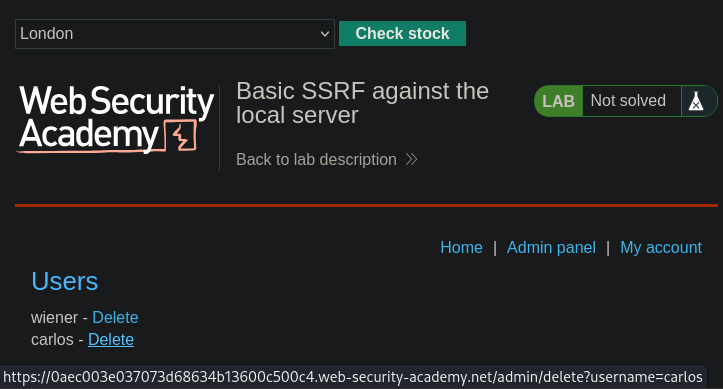 London
Check stock
Web Security
Academy
Basic SSRF against the
local server
LAB Not solved
Back to lab description
Home | Admin panel | My account
Users
wiener - Delete
carlos - Delete
https://0aec003e037073d68634b13600c500c4.web-security-academy.net/admin/delete?username=carlos